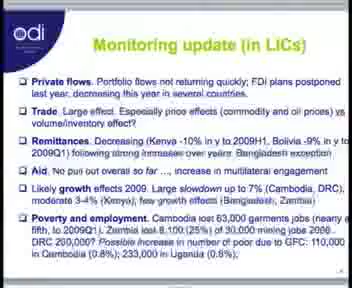 odi
Monitoring update (in LICs)
Private flows. Portfolio flows not returning quickly; FDI plans postponed
last year, decreasing this year in several countries.
Trade. Large effect. Especially price effects (commodity and oil prices) vs
volume/inventory effect?
Remittances. Decreasing (Kenya -10% in y to 2009H1, Bolivia -9% in y to
2009Q1) following strong increases over years. Bangladesh exception
Aid. No pull out overall so far …, increase in multilateral engagement
Likely growth effects 2009. Large slowdown up to 7% (Cambodia, DRC),
moderate 3-4% (Kenya); few growth effects (Bangladesh, Zambia)
Poverty and employment. Cambodia lost 63,000 garments jobs (nearly a
fifth, to 2009Q1). Zambia lost 8,100 (25%) of 30,000 mining jobs 2008.
DRC 200,000? Possible increase in number of poor due to GFC: 110,000
in Cambodia (0.8%); 233,000 in Uganda (0.8%);